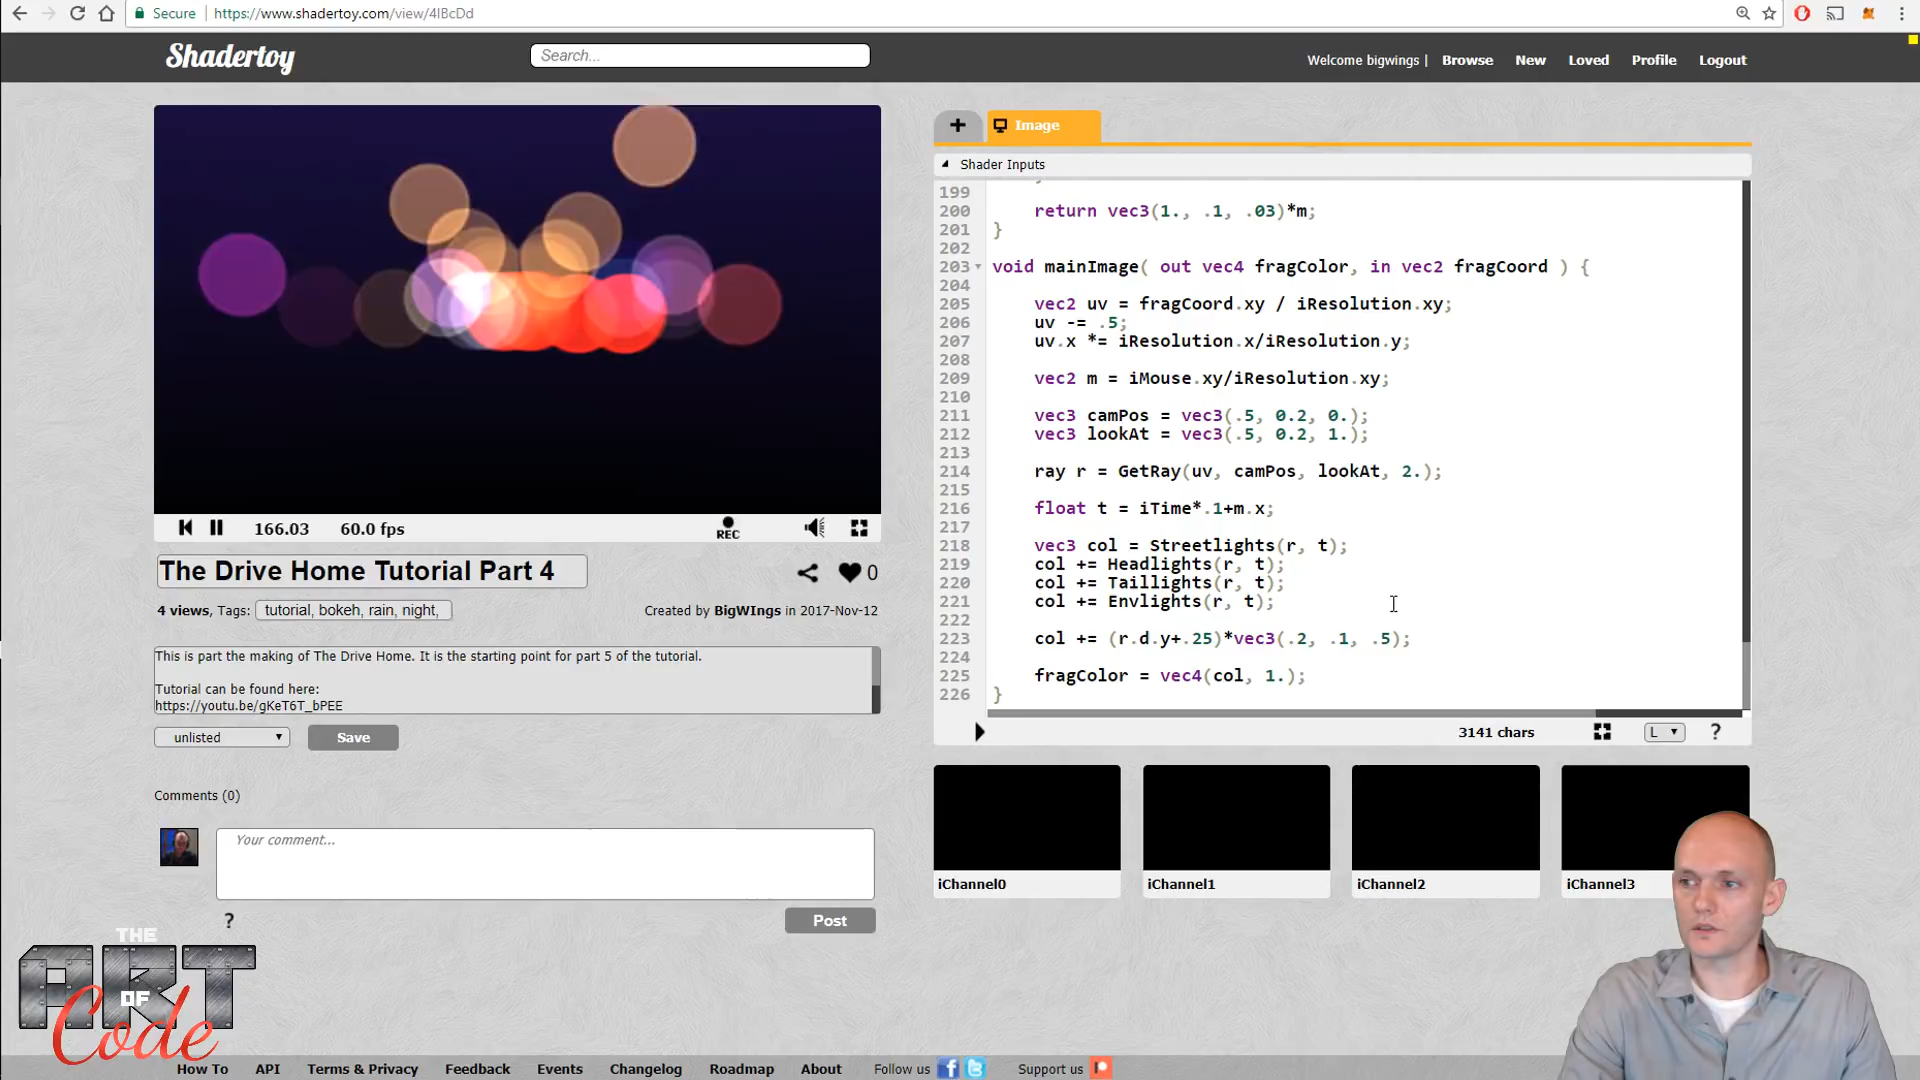 Secure https://www.shadertoy.com/view/4lBcDd
Shadertoy
Search...
Welcome bigwings | Browse New Loved Profile Logout
+ Image
Shader Inputs
199
200 return vec3(1., .1, .03)*m;
201 }
202
203 void mainImage( out vec4 fragColor, in vec2 fragCoord ) {
204
205 vec2 uv = fragCoord.xy / iResolution.xy;
206 uv -= .5;
207 uv.x *= iResolution.x/iResolution.y;
208
209 vec2 m = iMouse.xy/iResolution.xy;
210
211 vec3 camPos = vec3(.5, 0.2, 0.);
212 vec3 lookAt = vec3(.5, 0.2, 1.);
213
214 ray r = GetRay(uv, camPos, lookAt, 2.);
215
216 float t = iTime*.1+m.x;
217
218 vec3 col = Streetlights(r, t);
219 col += Headlights(r, t);
220 col += Taillights(r, t);
221 col += Envlights(r, t);
222
223 col += (r.d.y+.25)*vec3(.2, .1, .5);
224
225 fragColor = vec4(col, 1.);
226 }
3141 chars L ?
166.03 60.0 fps REC
The Drive Home Tutorial Part 4
0
4 views, Tags: tutorial, bokeh, rain, night,
Created by BigWIngs in 2017-Nov-12
This is part the making of The Drive Home. It is the starting point for part 5 of the tutorial.
Tutorial can be found here:
https://youtu.be/gKeT6T_bPEE
unlisted Save
Comments (0)
Your comment...
? Post
iChannel0 iChannel1 iChannel2 iChannel3
THE
ART
OF
Code
How To API Terms & Privacy Feedback Events Changelog Roadmap About Follow us Support us